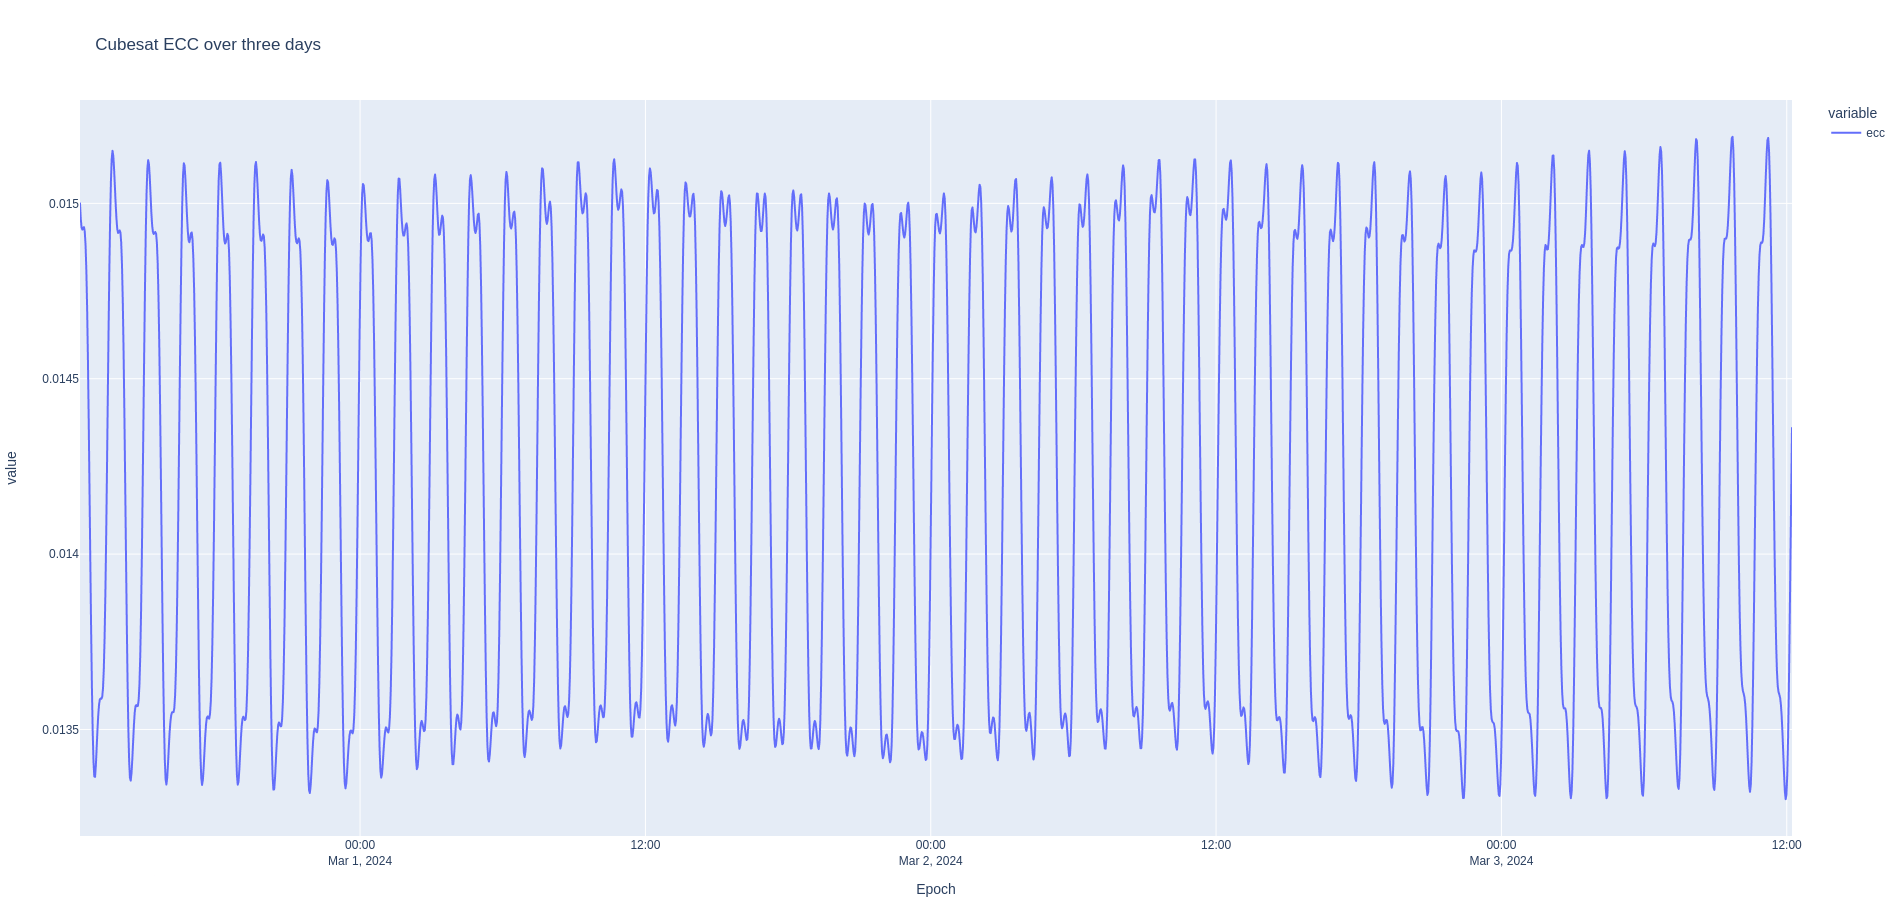 Cubesat ECC over three days
variable
ecc
0.015
0.0145
0.014
0.0135
value
00:00
Mar 1, 2024
12:00
00:00
Mar 2, 2024
12:00
00:00
Mar 3, 2024
12:00
Epoch